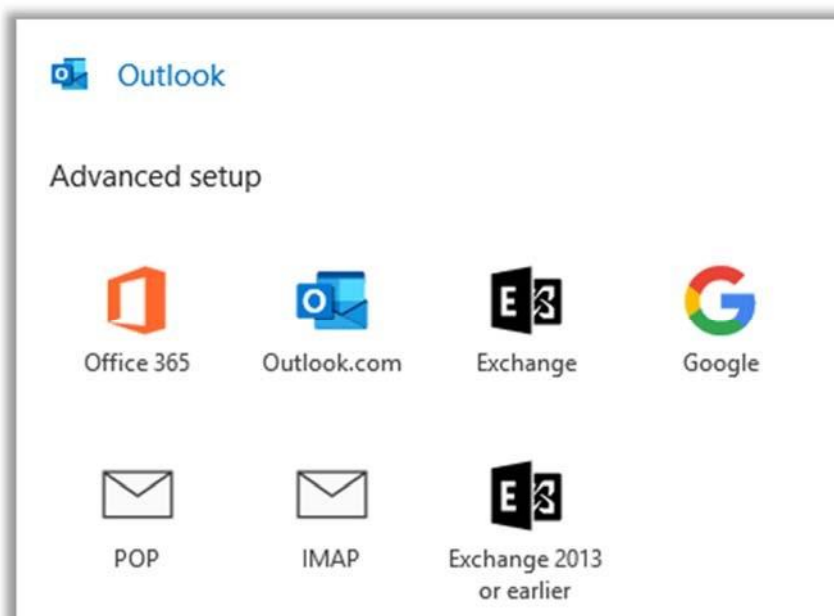 Outlook
Advanced setup
Office 365
Outlook.com
Exchange
Google
POP
IMAP
Exchange 2013
or earlier